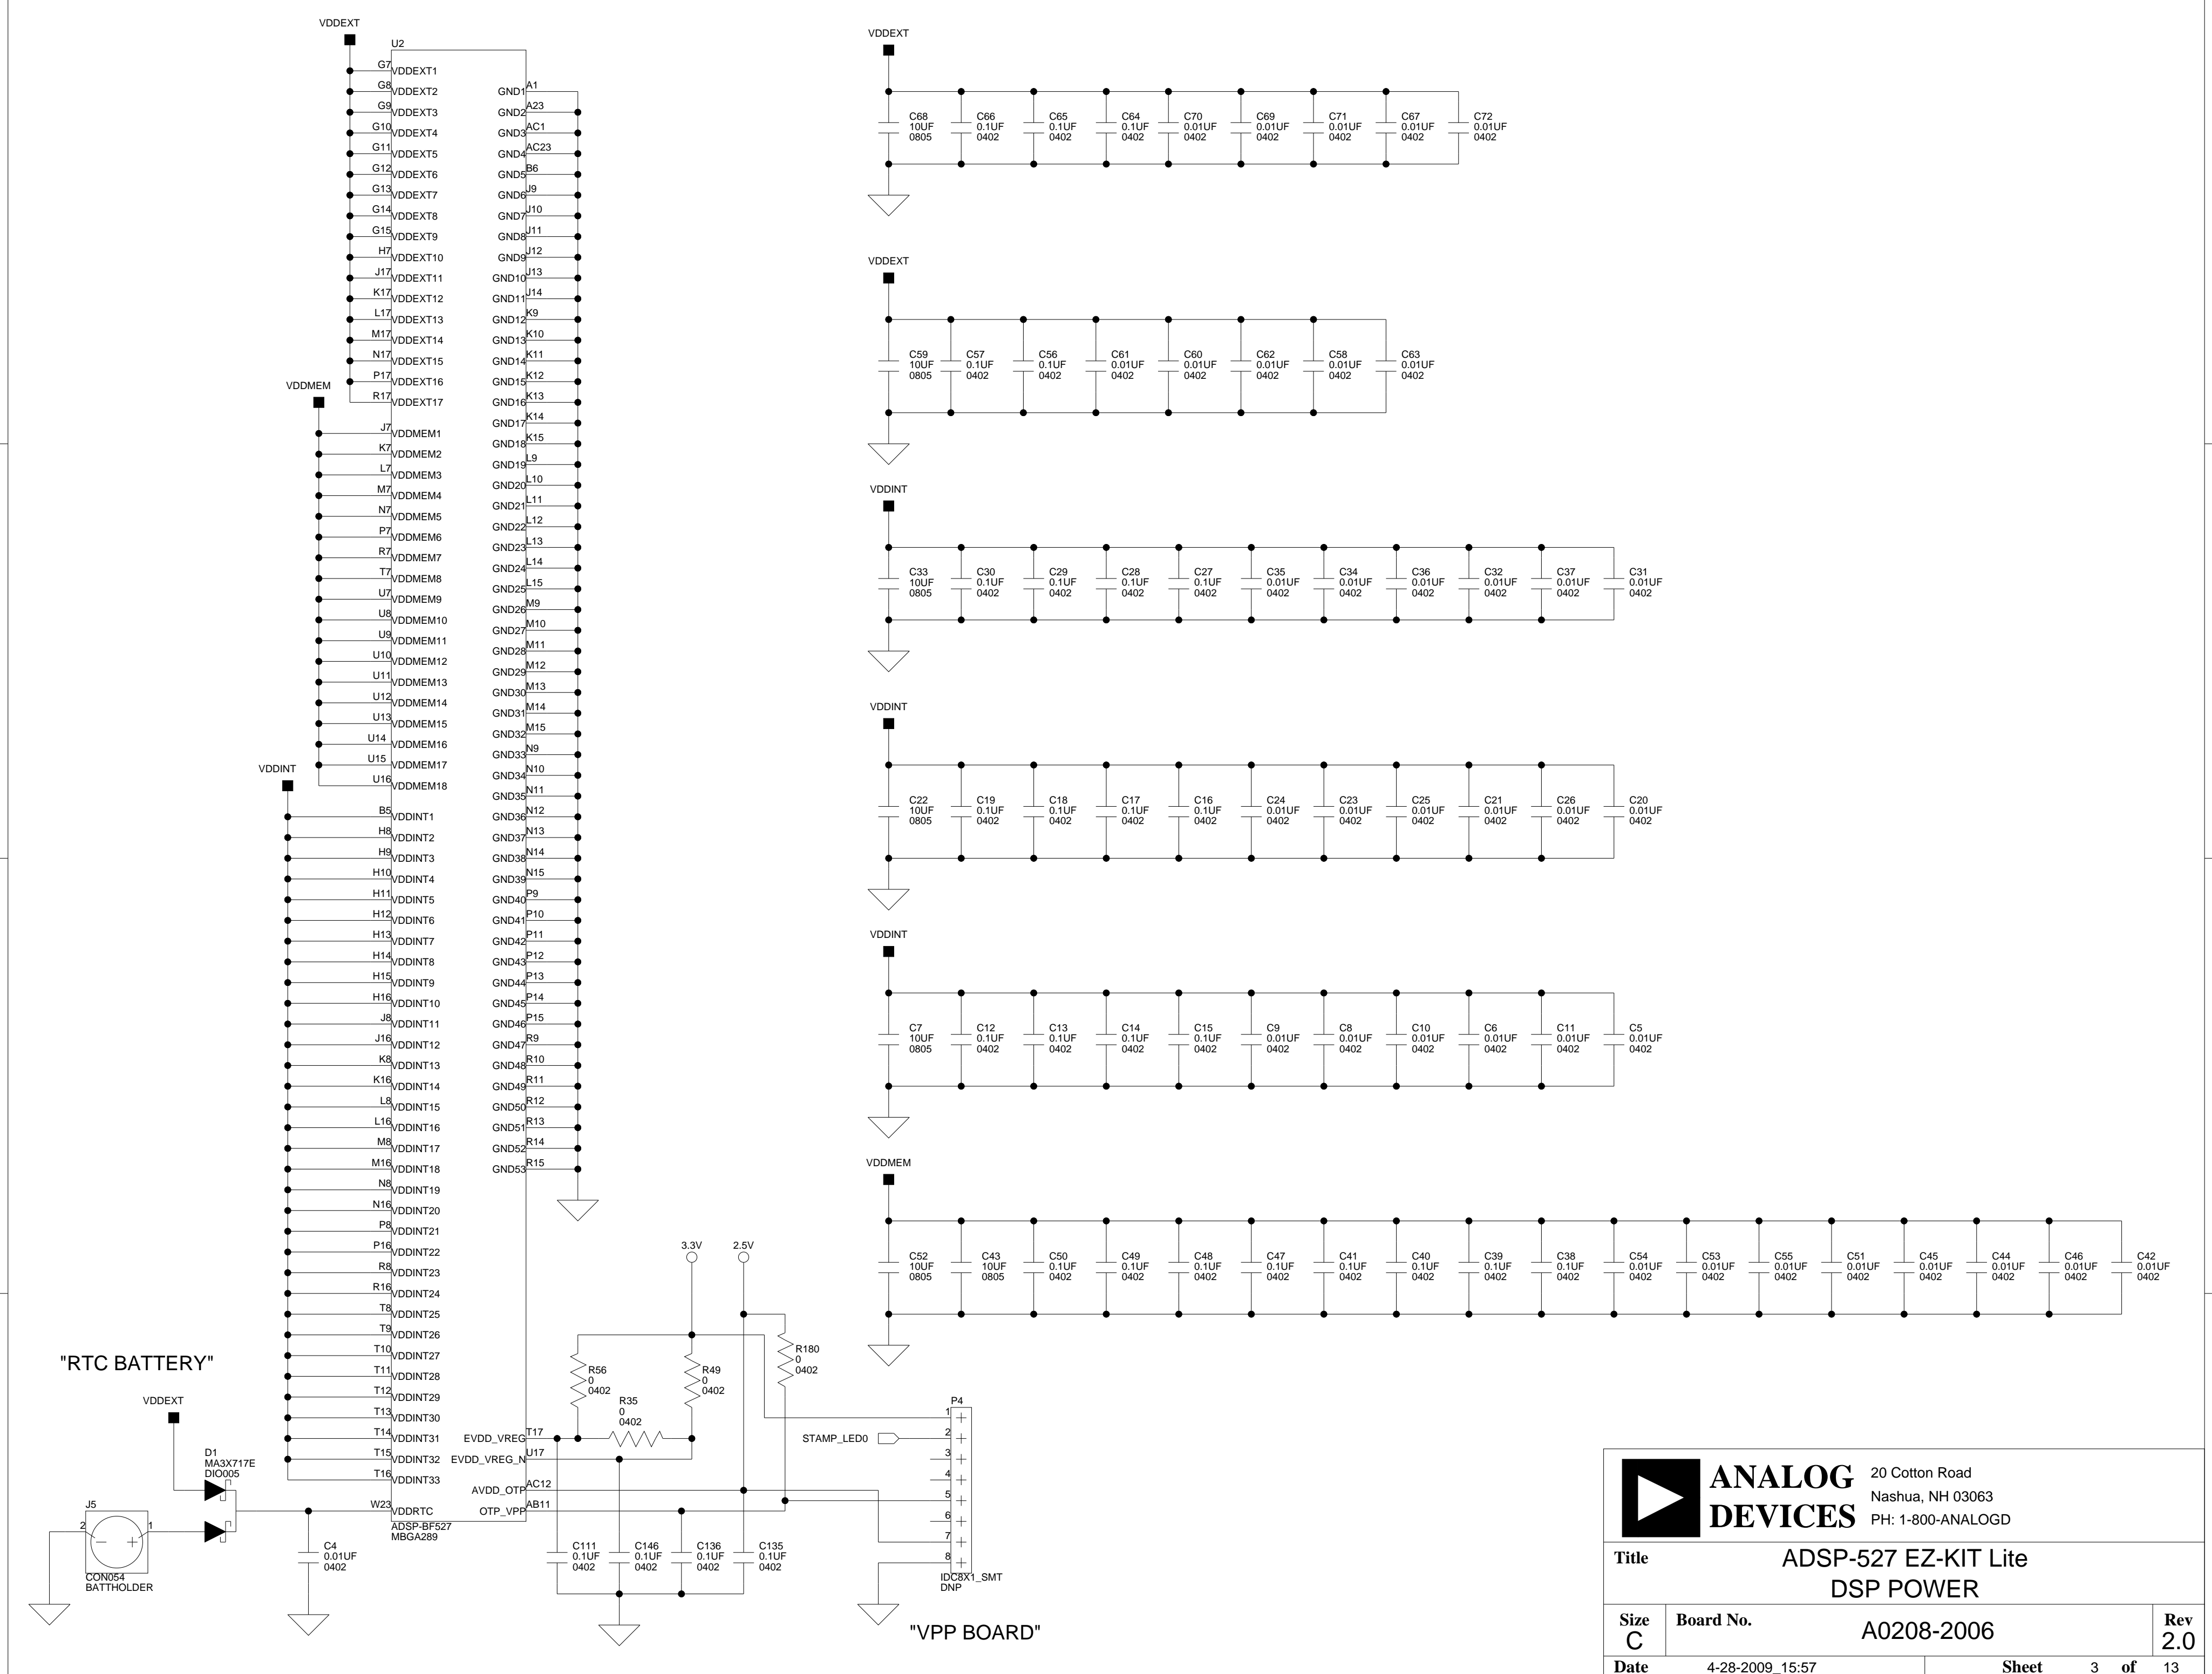 VDDEXT
U2
G7 VDDEXT1
G8 VDDEXT2
G9 VDDEXT3
G10 VDDEXT4
G11 VDDEXT5
G12 VDDEXT6
G13 VDDEXT7
G14 VDDEXT8
G15 VDDEXT9
H7 VDDEXT10
J17 VDDEXT11
K17 VDDEXT12
L17 VDDEXT13
M17 VDDEXT14
N17 VDDEXT15
P17 VDDEXT16
R17 VDDEXT17
VDDMEM
J7 VDDMEM1
K7 VDDMEM2
L7 VDDMEM3
M7 VDDMEM4
N7 VDDMEM5
P7 VDDMEM6
R7 VDDMEM7
T7 VDDMEM8
U7 VDDMEM9
U8 VDDMEM10
U9 VDDMEM11
U10 VDDMEM12
U11 VDDMEM13
U12 VDDMEM14
U13 VDDMEM15
U14 VDDMEM16
U15 VDDMEM17
U16 VDDMEM18
VDDINT
B5 VDDINT1
H8 VDDINT2
H9 VDDINT3
H10 VDDINT4
H11 VDDINT5
H12 VDDINT6
H13 VDDINT7
H14 VDDINT8
H15 VDDINT9
H16 VDDINT10
J8 VDDINT11
J16 VDDINT12
K8 VDDINT13
K16 VDDINT14
L8 VDDINT15
L16 VDDINT16
M8 VDDINT17
M16 VDDINT18
N8 VDDINT19
N16 VDDINT20
P8 VDDINT21
P16 VDDINT22
R8 VDDINT23
R16 VDDINT24
T8 VDDINT25
T9 VDDINT26
T10 VDDINT27
T11 VDDINT28
T12 VDDINT29
T13 VDDINT30
T14 VDDINT31
T15 VDDINT32
T16 VDDINT33
W23 VDDRTC
ADSP-BF527
MBGA289
GND1 A1
GND2 A23
GND3 AC1
GND4 AC23
GND5 B6
GND6 J9
GND7 J10
GND8 J11
GND9 J12
GND10 J13
GND11 J14
GND12 K9
GND13 K10
GND14 K11
GND15 K12
GND16 K13
GND17 K14
GND18 K15
GND19 L9
GND20 L10
GND21 L11
GND22 L12
GND23 L13
GND24 L14
GND25 L15
GND26 M9
GND27 M10
GND28 M11
GND29 M12
GND30 M13
GND31 M14
GND32 M15
GND33 N9
GND34 N10
GND35 N11
GND36 N12
GND37 N13
GND38 N14
GND39 N15
GND40 P9
GND41 P10
GND42 P11
GND43 P12
GND44 P13
GND45 P14
GND46 P15
GND47 R9
GND48 R10
GND49 R11
GND50 R12
GND51 R13
GND52 R14
GND53 R15
EVDD_VREG T17
EVDD_VREG_N U17
AVDD_OTP AC12
OTP_VPP AB11
"RTC BATTERY"
VDDEXT
D1
MA3X717E
DIO005
J5
2 1
CON054
BATTHOLDER
C4
0.01UF
0402
3.3V 2.5V
R56
0
0402
R35
0
0402
R49
0
0402
R180
0
0402
C111 C146 C136 C135
0.1UF 0.1UF 0.1UF 0.1UF
0402 0402 0402 0402
STAMP_LED0
P4
1
2
3
4
5
6
7
8
IDC8X1_SMT
DNP
"VPP BOARD"
VDDEXT
C68 C66 C65 C64 C70 C69 C71 C67 C72
10UF 0.1UF 0.1UF 0.1UF 0.01UF 0.01UF 0.01UF 0.01UF 0.01UF
0805 0402 0402 0402 0402 0402 0402 0402 0402
VDDEXT
C59 C57 C56 C61 C60 C62 C58 C63
10UF 0.1UF 0.1UF 0.01UF 0.01UF 0.01UF 0.01UF 0.01UF
0805 0402 0402 0402 0402 0402 0402 0402
VDDINT
C33 C30 C29 C28 C27 C35 C34 C36 C32 C37 C31
10UF 0.1UF 0.1UF 0.1UF 0.1UF 0.01UF 0.01UF 0.01UF 0.01UF 0.01UF 0.01UF
0805 0402 0402 0402 0402 0402 0402 0402 0402 0402 0402
VDDINT
C22 C19 C18 C17 C16 C24 C23 C25 C21 C26 C20
10UF 0.1UF 0.1UF 0.1UF 0.1UF 0.01UF 0.01UF 0.01UF 0.01UF 0.01UF 0.01UF
0805 0402 0402 0402 0402 0402 0402 0402 0402 0402 0402
VDDINT
C7 C12 C13 C14 C15 C9 C8 C10 C6 C11 C5
10UF 0.1UF 0.1UF 0.1UF 0.1UF 0.01UF 0.01UF 0.01UF 0.01UF 0.01UF 0.01UF
0805 0402 0402 0402 0402 0402 0402 0402 0402 0402 0402
VDDMEM
C52 C43 C50 C49 C48 C47 C41 C40 C39 C38 C54 C53 C55 C51 C45 C44 C46 C42
10UF 10UF 0.1UF 0.1UF 0.1UF 0.1UF 0.1UF 0.1UF 0.1UF 0.1UF 0.01UF 0.01UF 0.01UF 0.01UF 0.01UF 0.01UF 0.01UF 0.01UF
0805 0805 0402 0402 0402 0402 0402 0402 0402 0402 0402 0402 0402 0402 0402 0402 0402 0402
ANALOG DEVICES
20 Cotton Road
Nashua, NH 03063
PH: 1-800-ANALOGD
Title ADSP-527 EZ-KIT Lite
DSP POWER
Size C
Board No. A0208-2006
Rev 2.0
Date 4-28-2009_15:57
Sheet 3 of 13